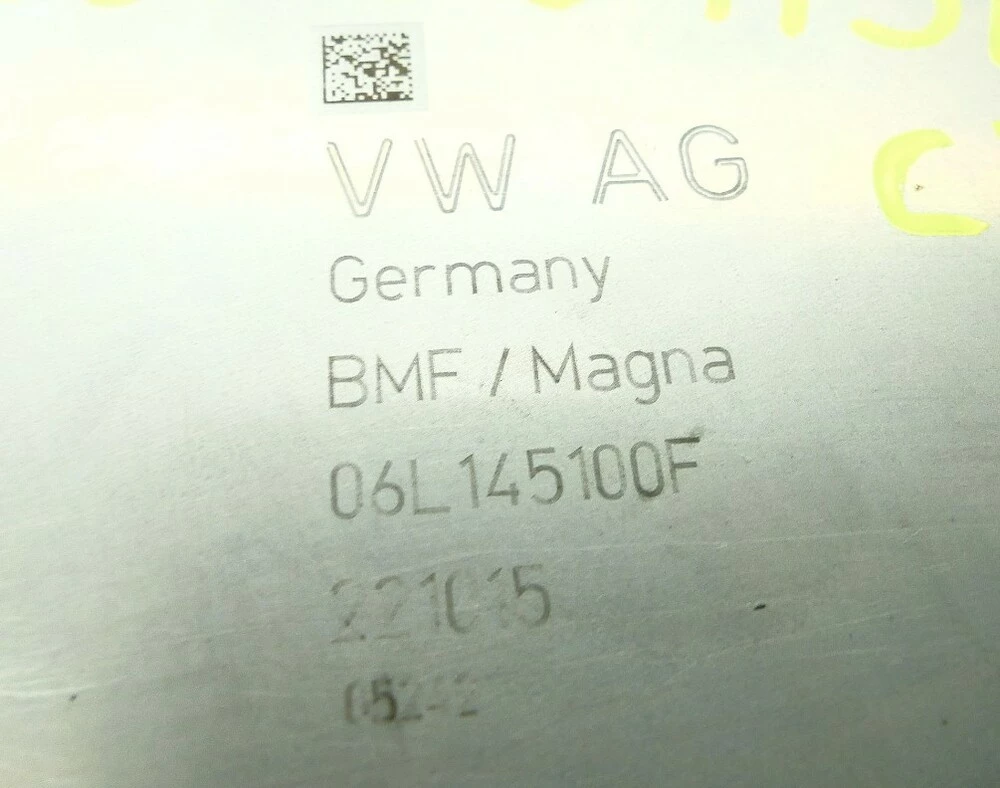 VW AG
Germany
BMF / Magna
06L145100F
221015